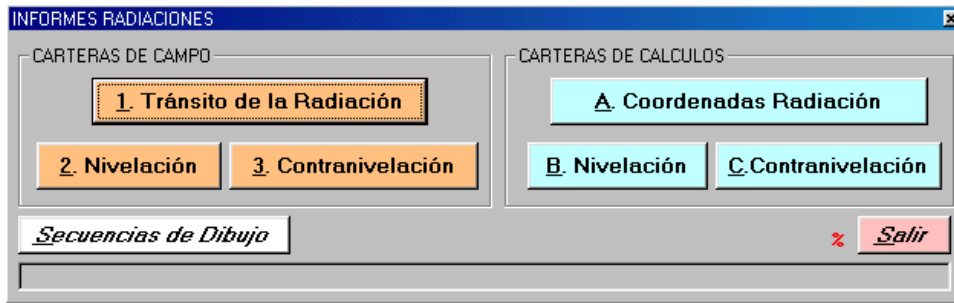 INFORMES RADIACIONES
CARTERAS DE CAMPO
1. Tránsito de la Radiación
2. Nivelación
3. Contranivelación
CARTERAS DE CALCULOS
A. Coordenadas Radiación
B. Nivelación
C.Contranivelación
Secuencias de Dibujo
%
Salir